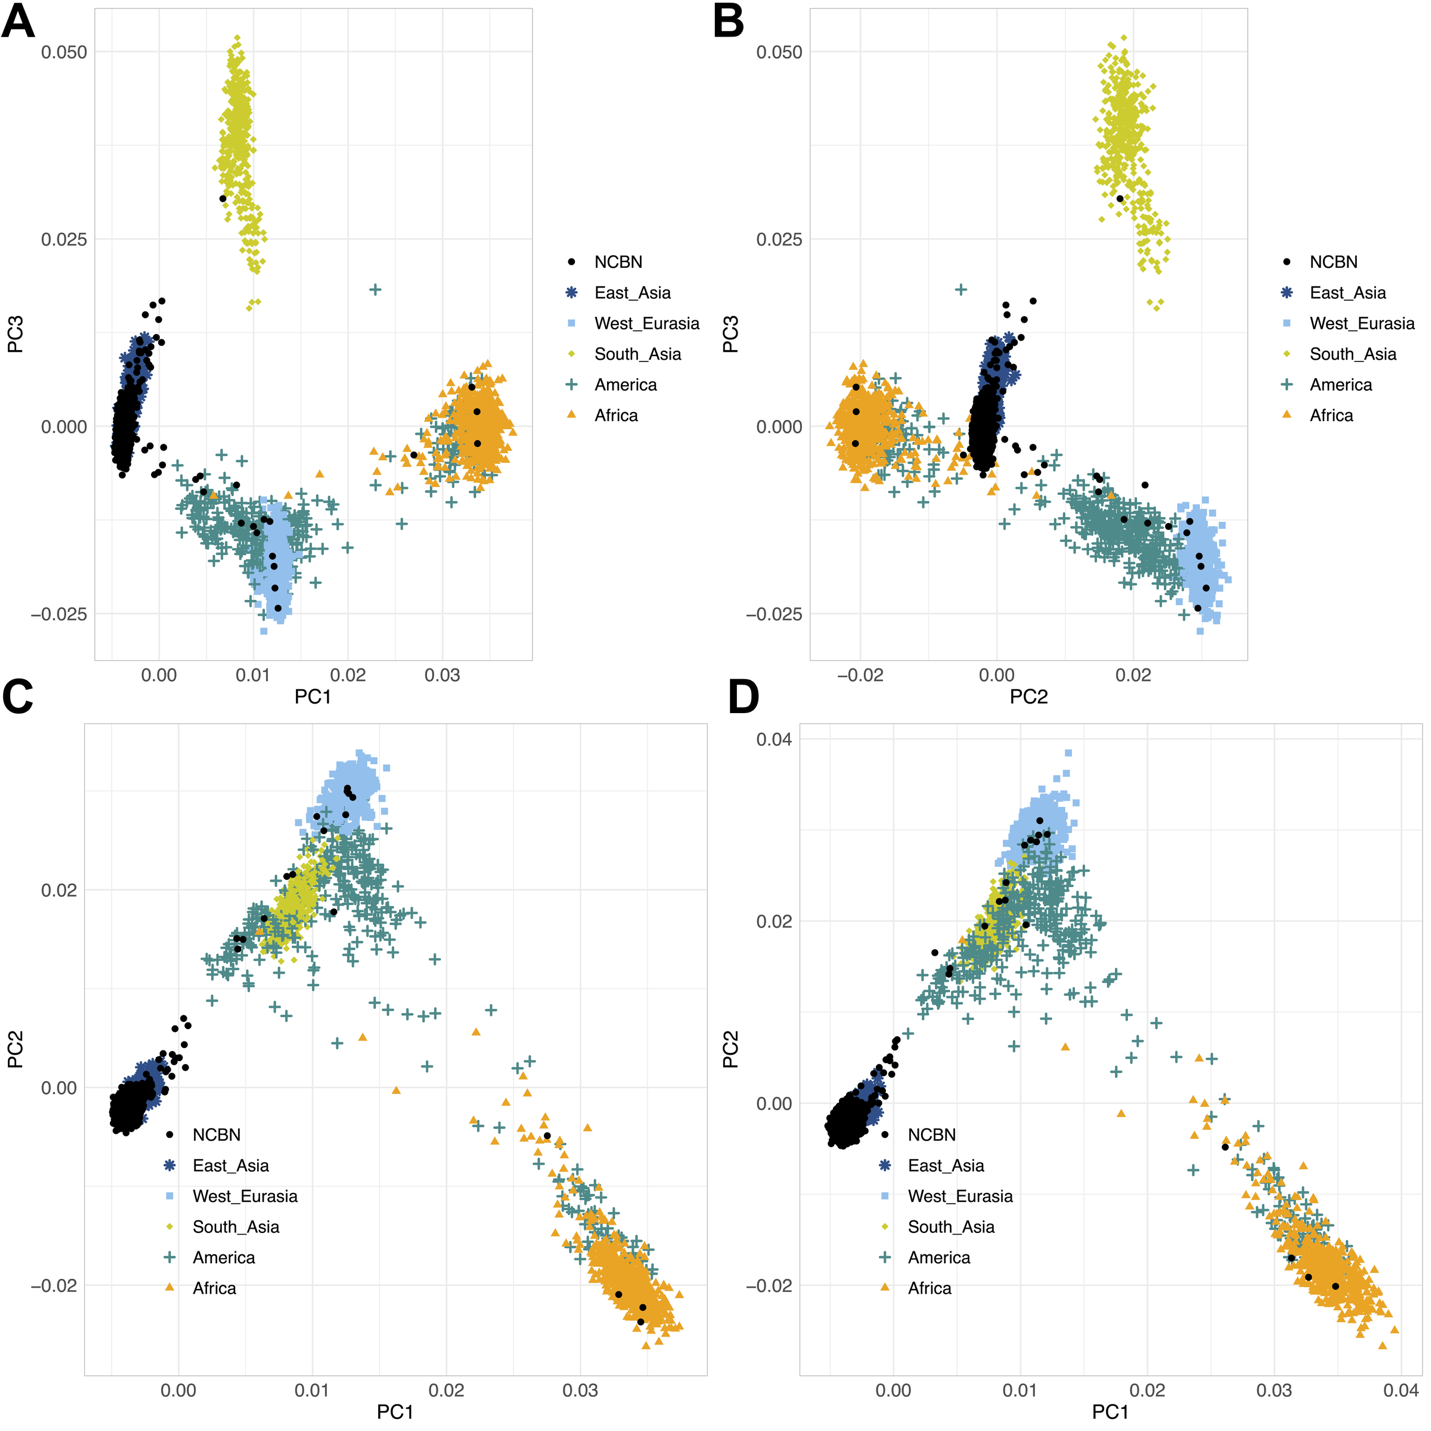 A
0.050
0.025
0.000
−0.025
PC3
0.00 0.01 0.02 0.03
PC1
NCBN
East_Asia
West_Eurasia
South_Asia
America
Africa
B
0.050
0.025
0.000
−0.025
PC3
−0.02 0.00 0.02
PC2
NCBN
East_Asia
West_Eurasia
South_Asia
America
Africa
C
0.02
0.00
−0.02
PC2
NCBN
East_Asia
West_Eurasia
South_Asia
America
Africa
0.00 0.01 0.02 0.03
PC1
D
0.04
0.02
0.00
−0.02
PC2
NCBN
East_Asia
West_Eurasia
South_Asia
America
Africa
0.00 0.01 0.02 0.03 0.04
PC1